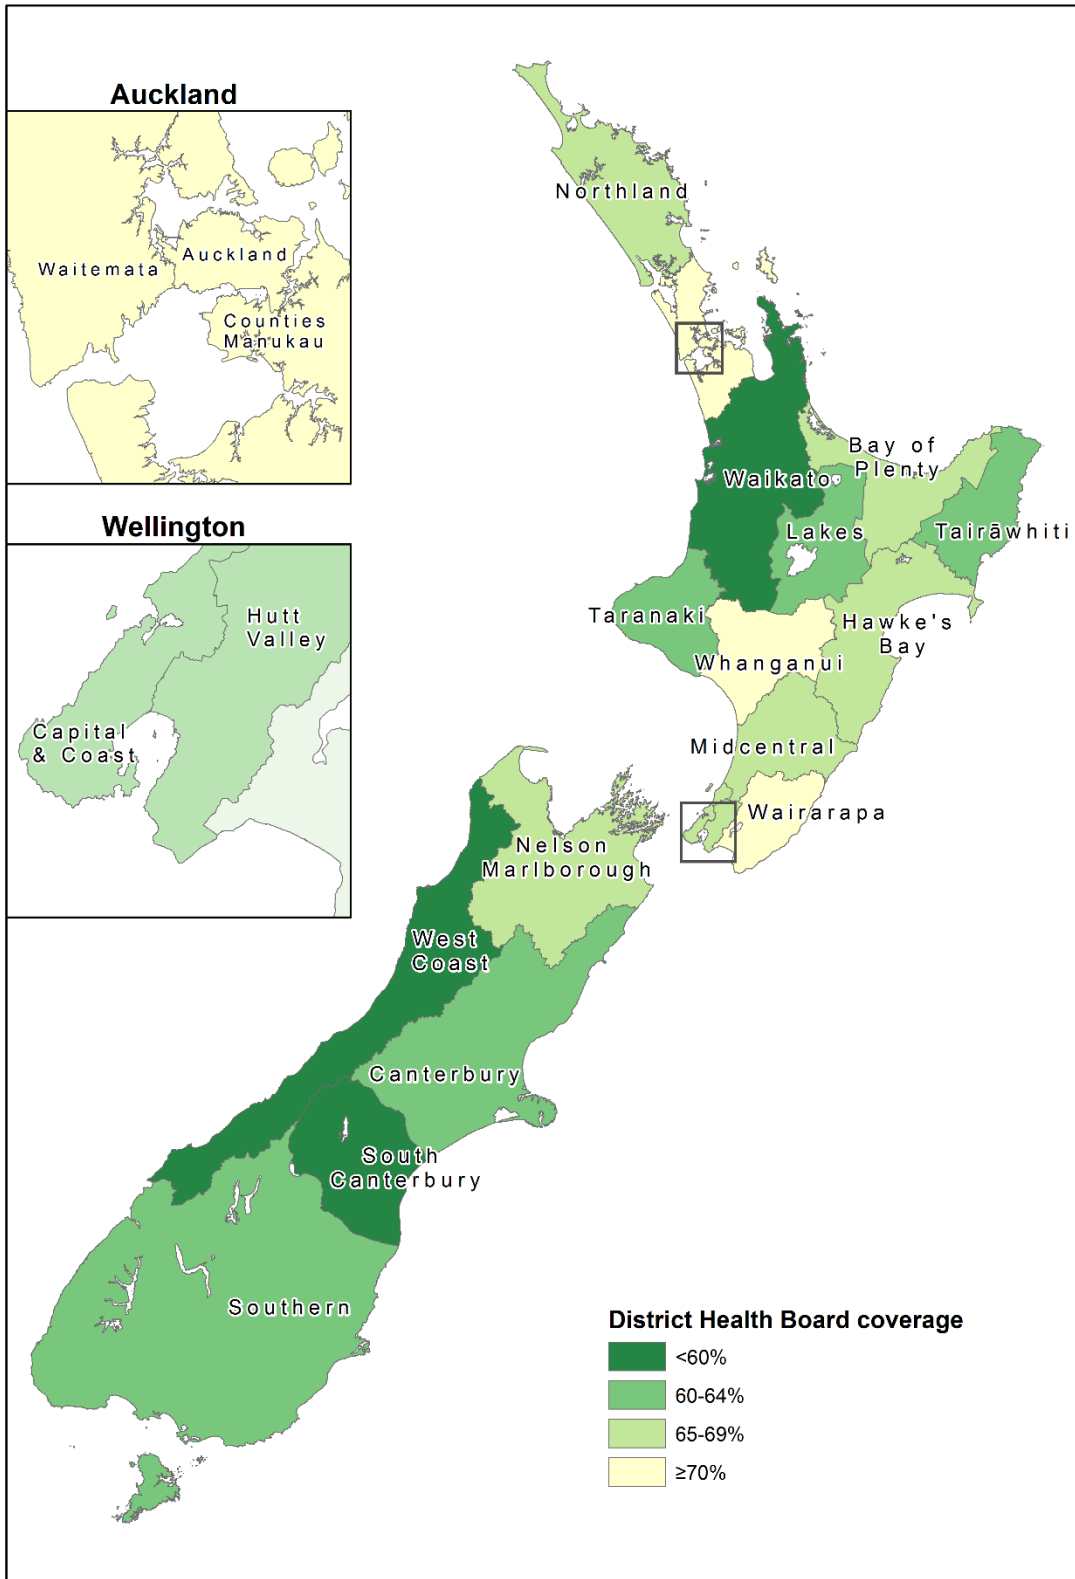 Auckland
Waitemata
Auckland
Counties
Manukau
Wellington
Hutt
Valley
Capital
& Coast
Northland
Waikato
Bay of
Plenty
Lakes
Tairāwhiti
Taranaki
Hawke's
Bay
Whanganui
Midcentral
Wairarapa
Nelson
Marlborough
West
Coast
Canterbury
South
Canterbury
Southern
District Health Board coverage
<60%
60-64%
65-69%
≥70%